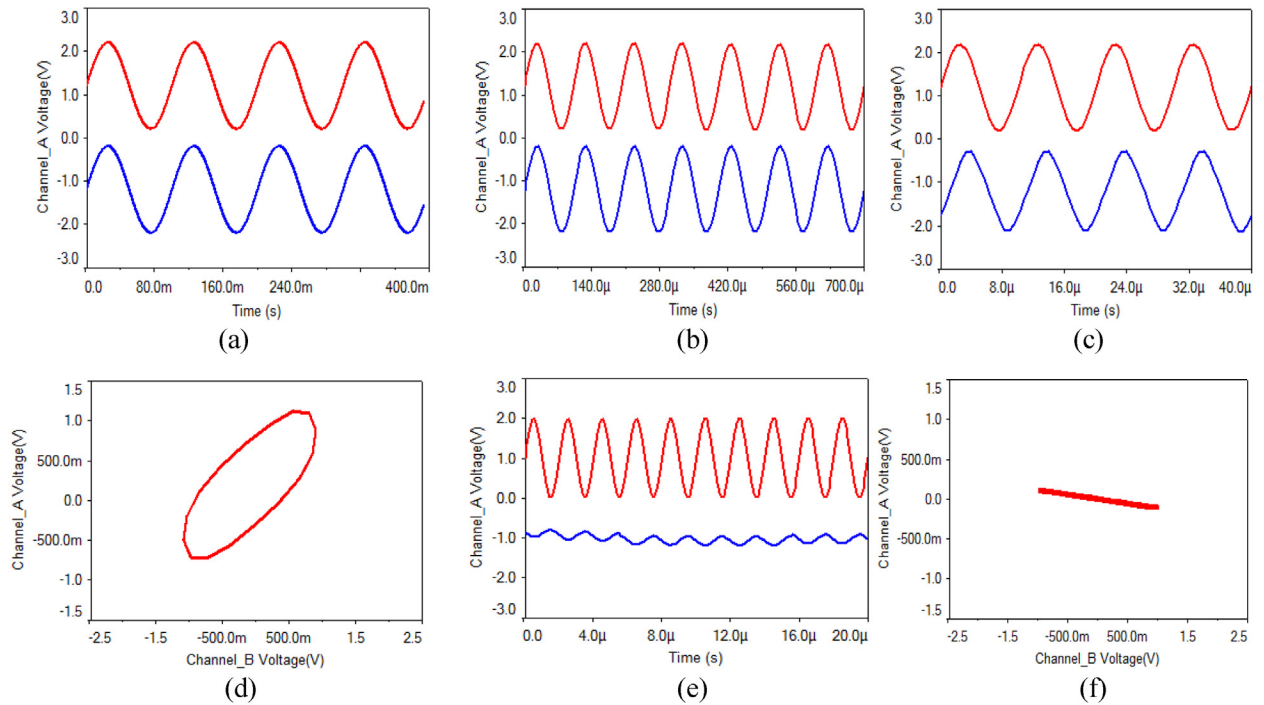 3.0
2.0
1.0
0.0
-1.0
-2.0
3.0
Channel_A Voltage(V)
0.0 80.0m 160.0m 240.0m 400.0m
Time (s)
(a)
3.0
2.0
1.0
0.0
-1.0
-2.0
-3.0
Channel_A Voltage(V)
0.0 140.0μ 280.0μ 420.0μ 560.0μ 700.0μ
Time (s)
(b)
3.0
2.0
1.0
0.0
-1.0
-2.0
-3.0
Channel_A Voltage(V)
0.0 8.0μ 16.0μ 24.0μ 32.0μ 40.0μ
Time (s)
(c)
1.5
1.0
500.0m
0.0
-500.0m
-1.0
-1.5
Channel_A Voltage(V)
-2.5 -1.5 -500.0m 500.0m 1.5 2.5
Channel_B Voltage(V)
(d)
3.0
2.0
1.0
0.0
-1.0
-2.0
-3.0
Channel_A Voltage(V)
0.0 4.0μ 8.0μ 12.0μ 16.0μ 20.0μ
Time (s)
(e)
1.5
1.0
500.0m
0.0
-500.0m
-1.0
-1.5
Channel_A Voltage(V)
-2.5 -1.5 -500.0m 500.0m 1.5 2.5
Channel_B Voltage(V)
(f)